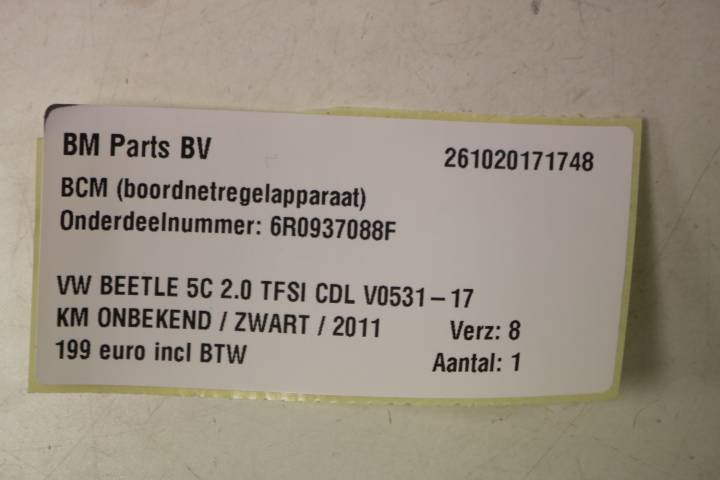 BM Parts BV 261020171748
BCM (boordnetregelapparaat)
Onderdeelnummer: 6R0937088F
VW BEETLE 5C 2.0 TFSI CDL V0531-17
KM ONBEKEND / ZWART / 2011 Verz: 8
199 euro incl BTW Aantal: 1